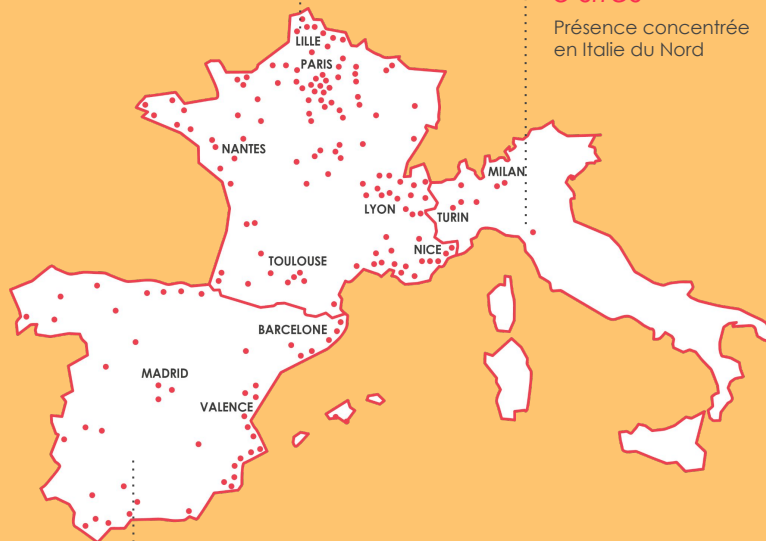 Présence concentrée
en Italie du Nord
LILLE
PARIS
NANTES
MILAN
LYON
TURIN
NICE
TOULOUSE
BARCELONE
MADRID
VALENCE